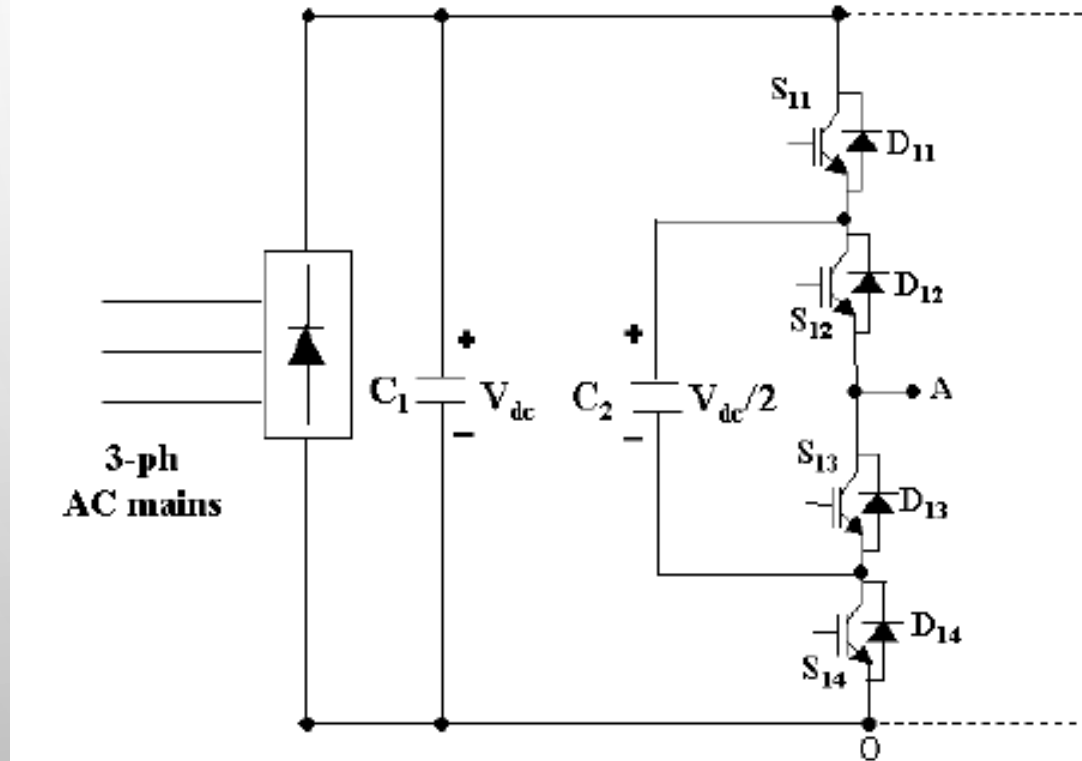 S11
D11
D12
S12
+
+
C1
Vdc
C2
Vdc/2
A
−
−
S13
3-ph
AC mains
D13
D14
S14
O